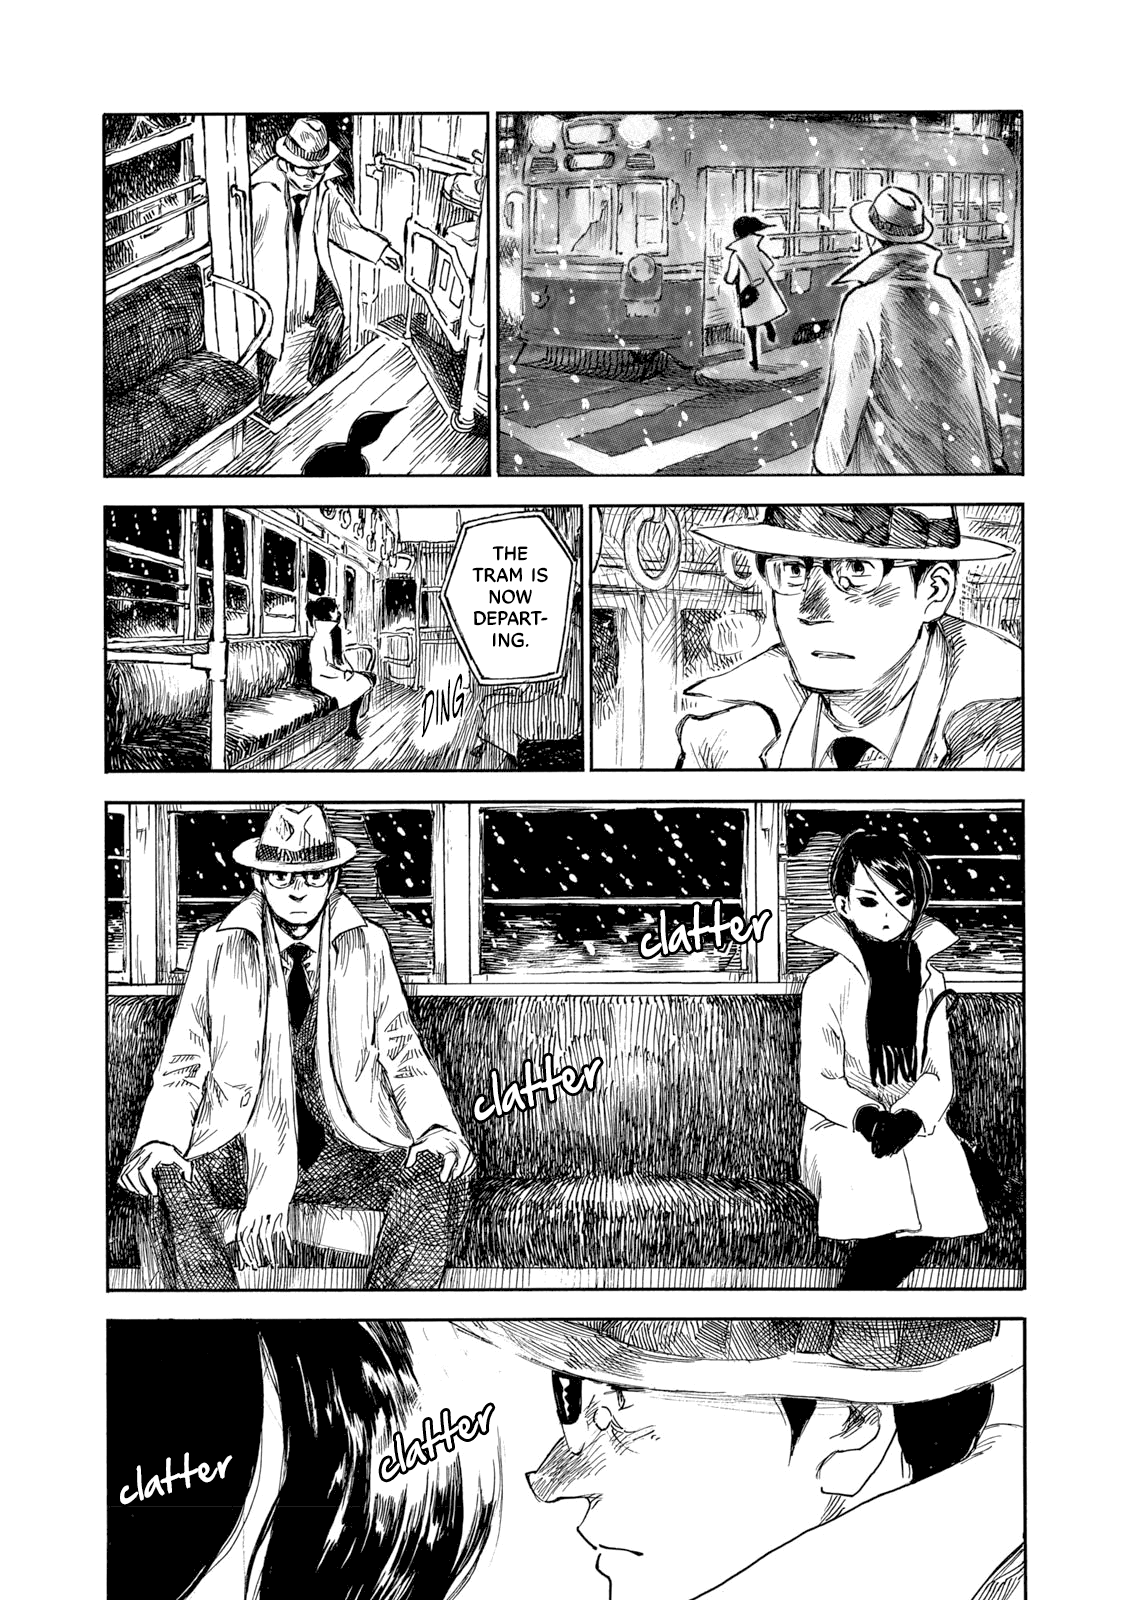 THE
TRAM IS
NOW
DEPART-
ING.
DING
clatter
clatter
clatter
clatter